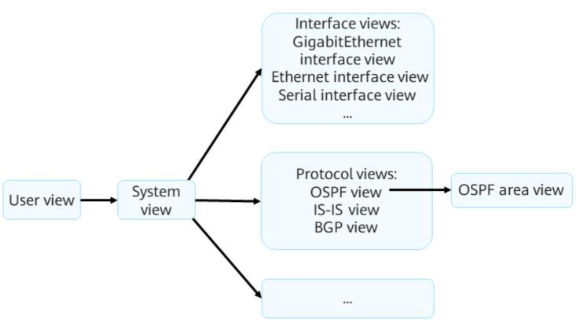 User view
System
view
Interface views:
GigabitEthernet
interface view
Ethernet interface view
Serial interface view
...
Protocol views:
OSPF view
IS-IS view
BGP view
OSPF area view
...